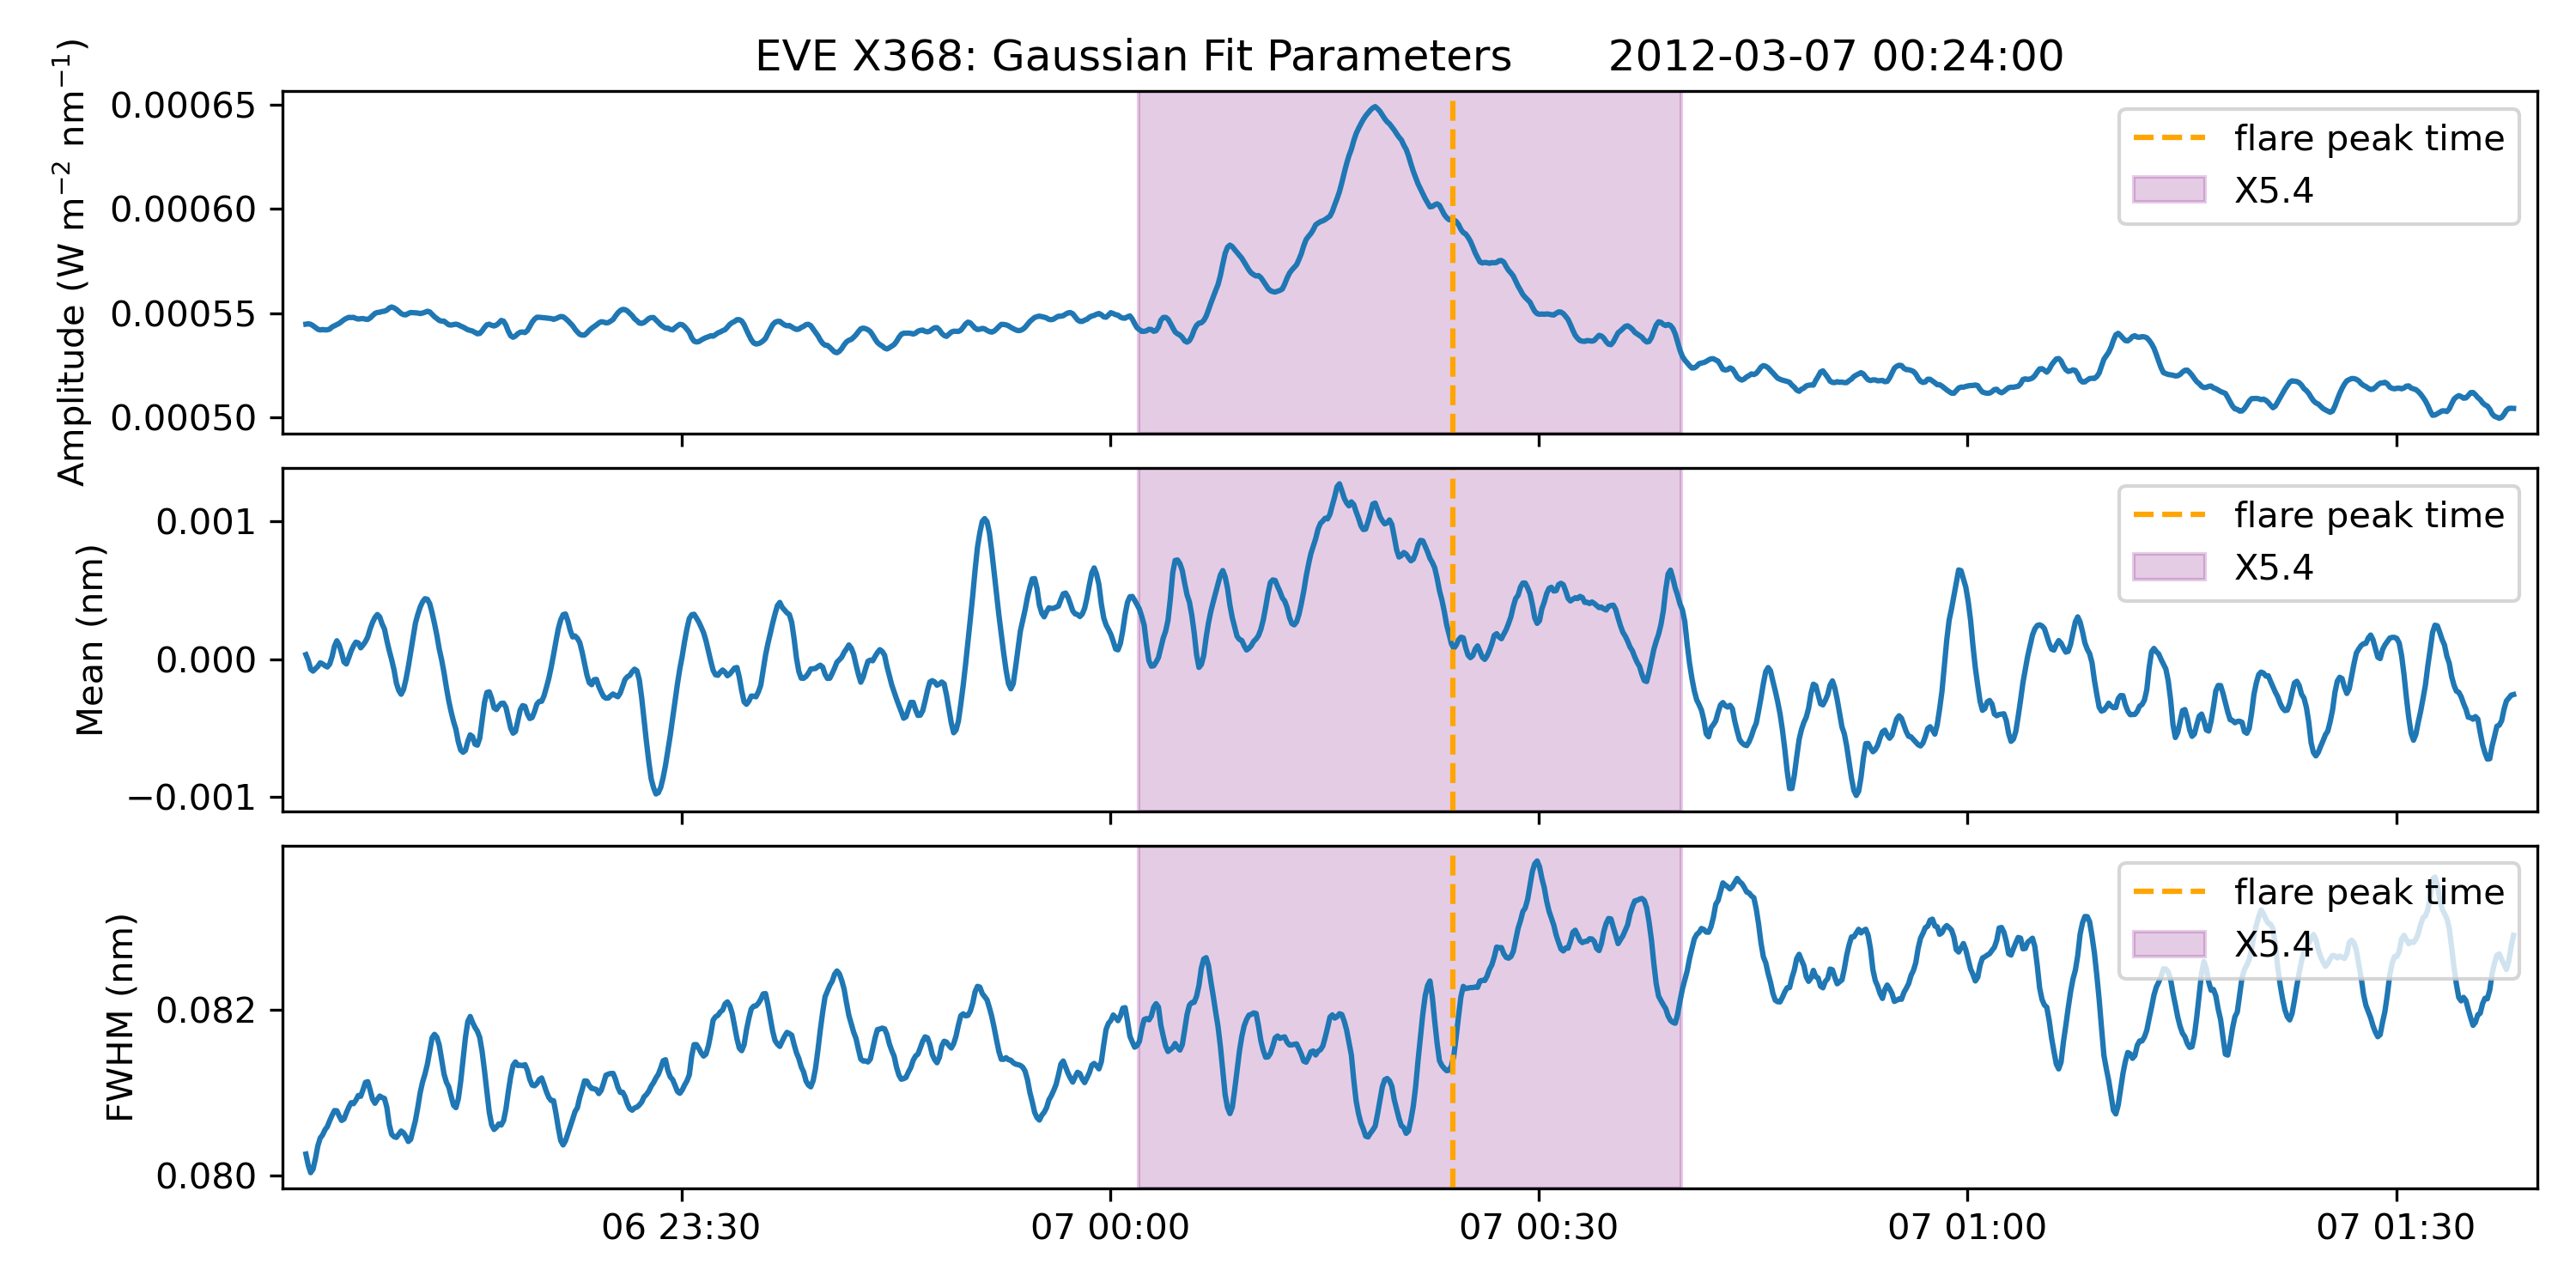 EVE X368: Gaussian Fit Parameters 2012-03-07 00:24:00
Amplitude (W m⁻² nm⁻¹)
0.00065
0.00060
0.00055
0.00050
flare peak time
X5.4
Mean (nm)
0.001
0.000
−0.001
flare peak time
X5.4
FWHM (nm)
0.082
0.080
flare peak time
X5.4
06 23:30 07 00:00 07 00:30 07 01:00 07 01:30